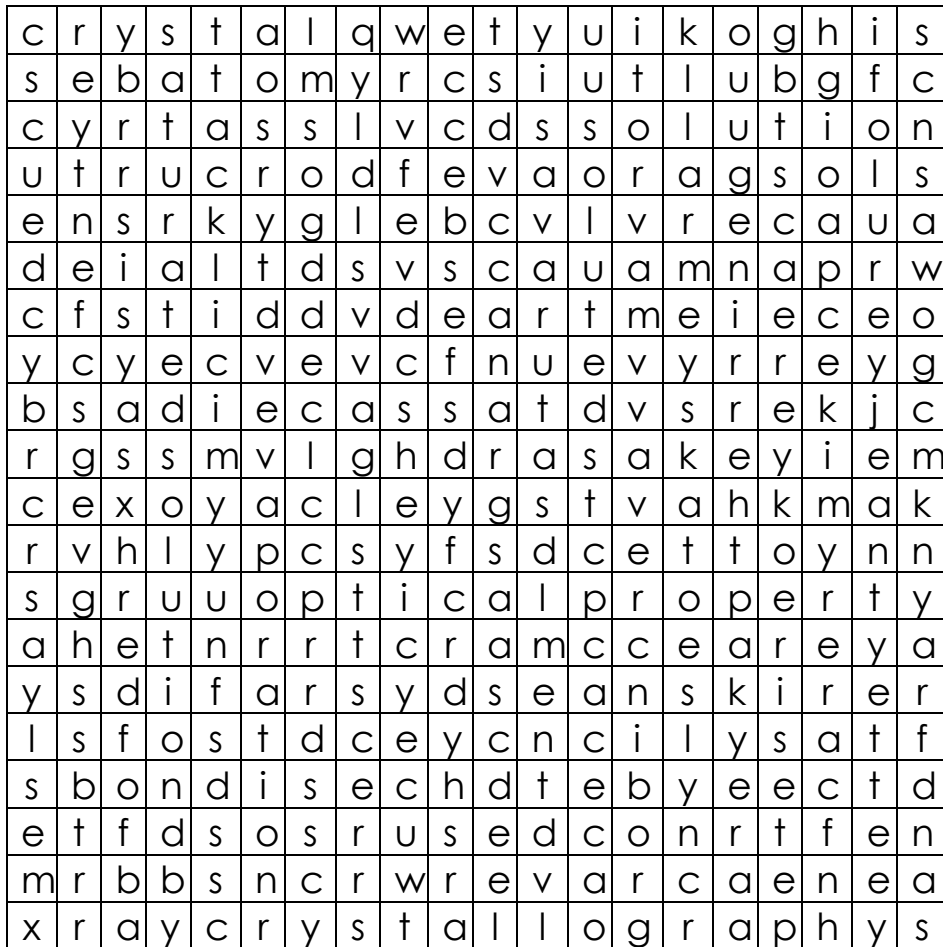 c r y s t a l q w e t y u i k o g h i s
s e b a t o m y r c s i u t l u b g f c
c y r t a s s l v c d s s o l u t i o n
u t r u c r o d f e v a o r a g s o l s
e n s r k y g l e b c v l v r e c a u a
d e i a l t d s v s c a u a m n a p r w
c f s t i d d v d e a r t m e i e c e o
y c y e c v e v c f n u e v y r r e y g
b s a d i e c a s s a t d v s r e k j c
r g s s m v l g h d r a s a k e y i e m
c e x o y a c l e y g s t v a h k m a k
r v h l y p c s y f s d c e t t o y n n
s g r u u o p t i c a l p r o p e r t y
a h e t n r r t c r a m c c e a r e y a
y s d i f a r s y d s e a n s k i r e r
l s f o s t d c e y c n c i l y s a t f
s b o n d i s e c h d t e b y e e c t d
e t f d s o s r u s e d c o n r t f e n
m r b b s n c r w r e v a r c a e n e a
x r a y c r y s t a l l o g r a p h y s